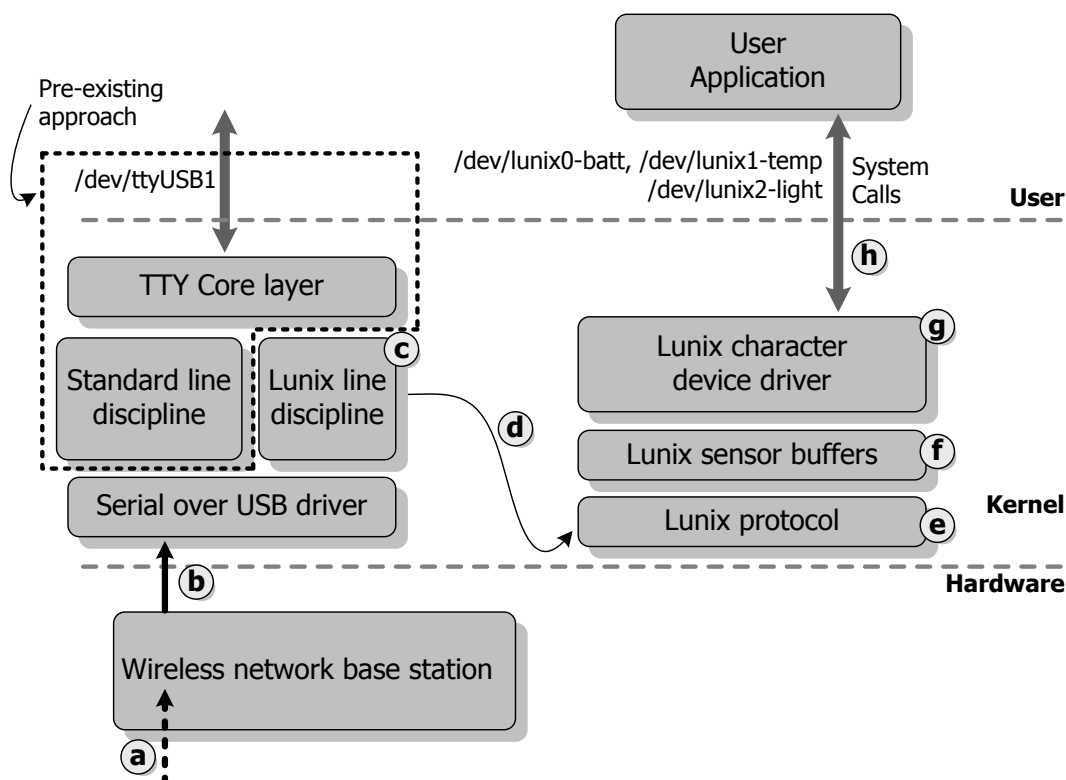 User
Application
Pre-existing
approach
/dev/ttyUSB1
/dev/lunix0-batt, /dev/lunix1-temp
/dev/lunix2-light
System
Calls
User
h
TTY Core layer
g
Lunix character
device driver
c
Standard line
discipline
Lunix line
discipline
d
Lunix sensor buffers
f
Serial over USB driver
Lunix protocol
e
Kernel
b
Hardware
Wireless network base station
a